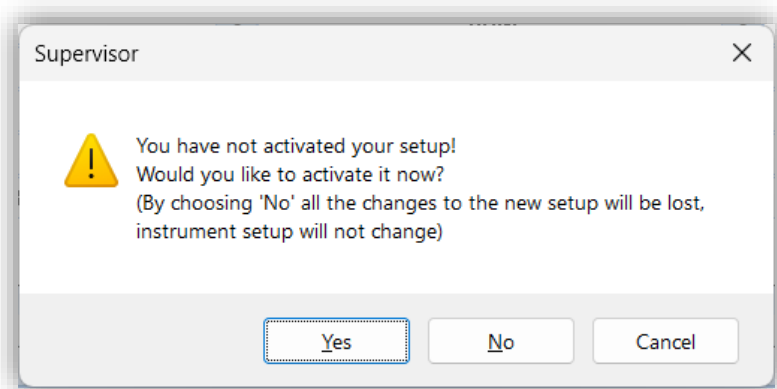 Supervisor
You have not activated your setup!
Would you like to activate it now?
(By choosing 'No' all the changes to the new setup will be lost,
instrument setup will not change)
Yes
No
Cancel